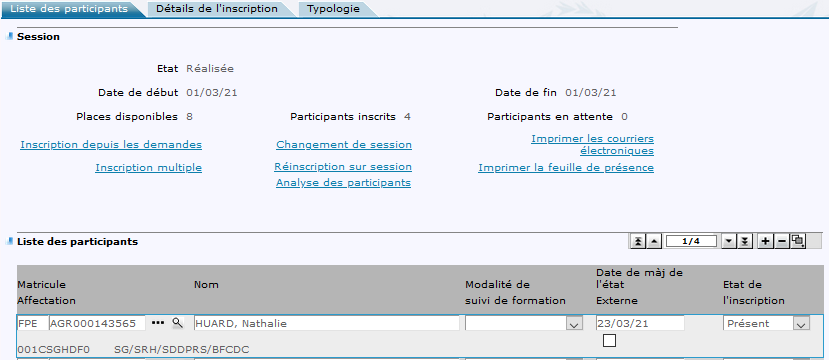 Liste des participants Détails de l'inscription Typologie
Session
Etat Réalisée
Date de début 01/03/21 Date de fin 01/03/21
Places disponibles 8 Participants inscrits 4 Participants en attente 0
Inscription depuis les demandes Changement de session Imprimer les courriers
électroniques
Inscription multiple Réinscription sur session Imprimer la feuille de présence
Analyse des participants
Liste des participants 1/4
Date de màj de
Matricule Nom Modalité de l'état Etat de
Affectation suivi de formation Externe l'inscription
FPE AGR000143565 HUARD, Nathalie 23/03/21 Présent
001CSGHDF0 SG/SRH/SDDPRS/BFCDC